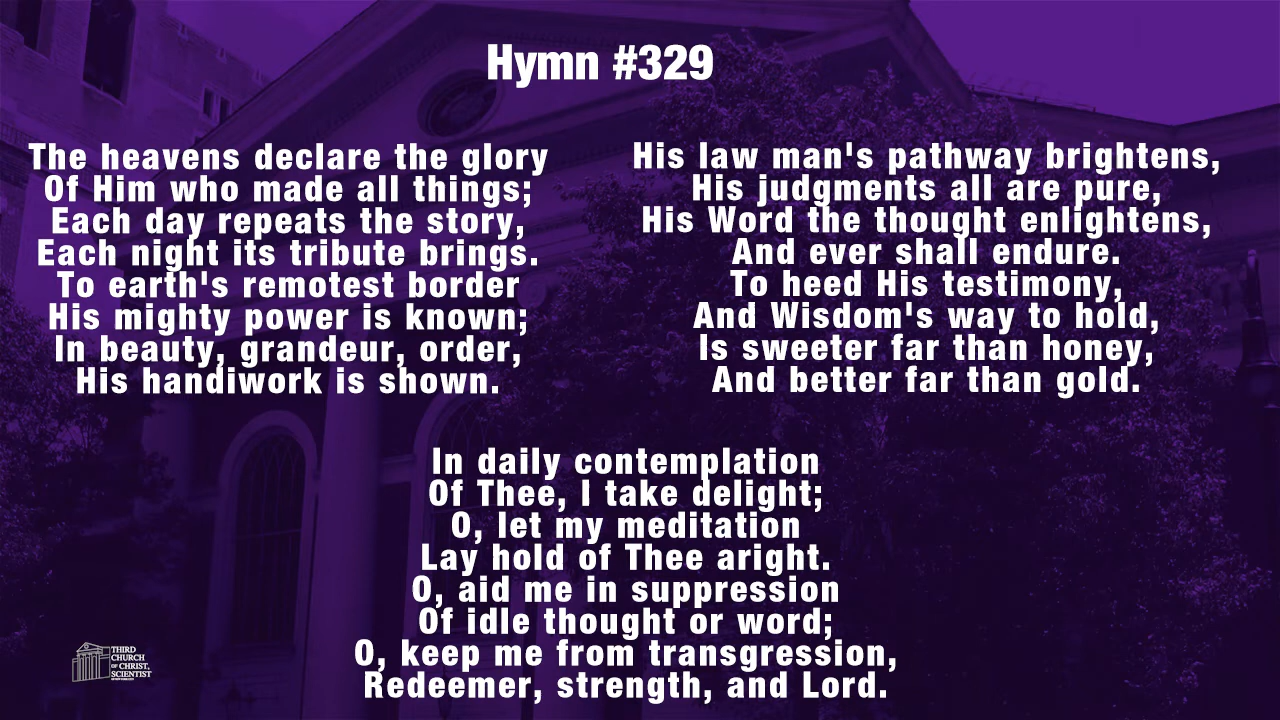 Hymn #329
The heavens declare the glory
Of Him who made all things;
Each day repeats the story,
Each night its tribute brings.
To earth's remotest border
His mighty power is known;
In beauty, grandeur, order,
His handiwork is shown.
His law man's pathway brightens,
His judgments all are pure,
His Word the thought enlightens,
And ever shall endure.
To heed His testimony,
And Wisdom's way to hold,
Is sweeter far than honey,
And better far than gold.
In daily contemplation
Of Thee, I take delight;
O, let my meditation
Lay hold of Thee aright.
O, aid me in suppression
Of idle thought or word;
O, keep me from transgression,
Redeemer, strength, and Lord.
THIRD
CHURCH
OF CHRIST,
SCIENTIST